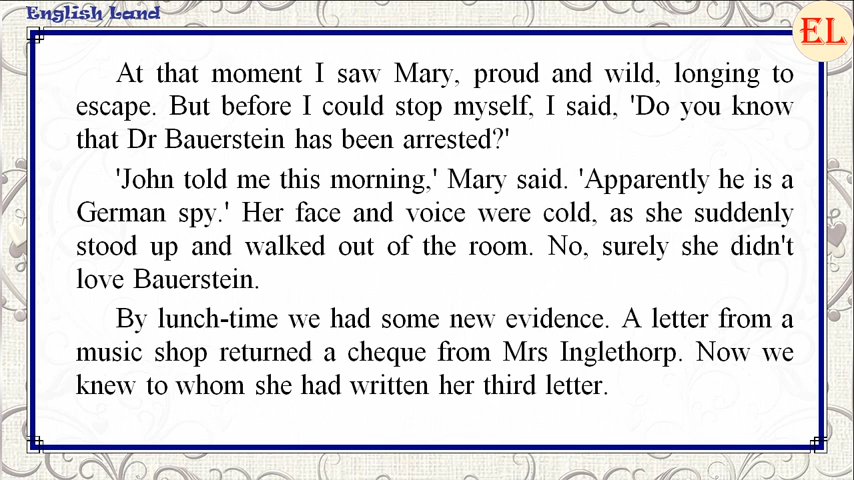 English Land
EL
At that moment I saw Mary, proud and wild, longing to
escape. But before I could stop myself, I said, 'Do you know
that Dr Bauerstein has been arrested?'
'John told me this morning,' Mary said. 'Apparently he is a
German spy.' Her face and voice were cold, as she suddenly
stood up and walked out of the room. No, surely she didn't
love Bauerstein.
By lunch-time we had some new evidence. A letter from a
music shop returned a cheque from Mrs Inglethorp. Now we
knew to whom she had written her third letter.